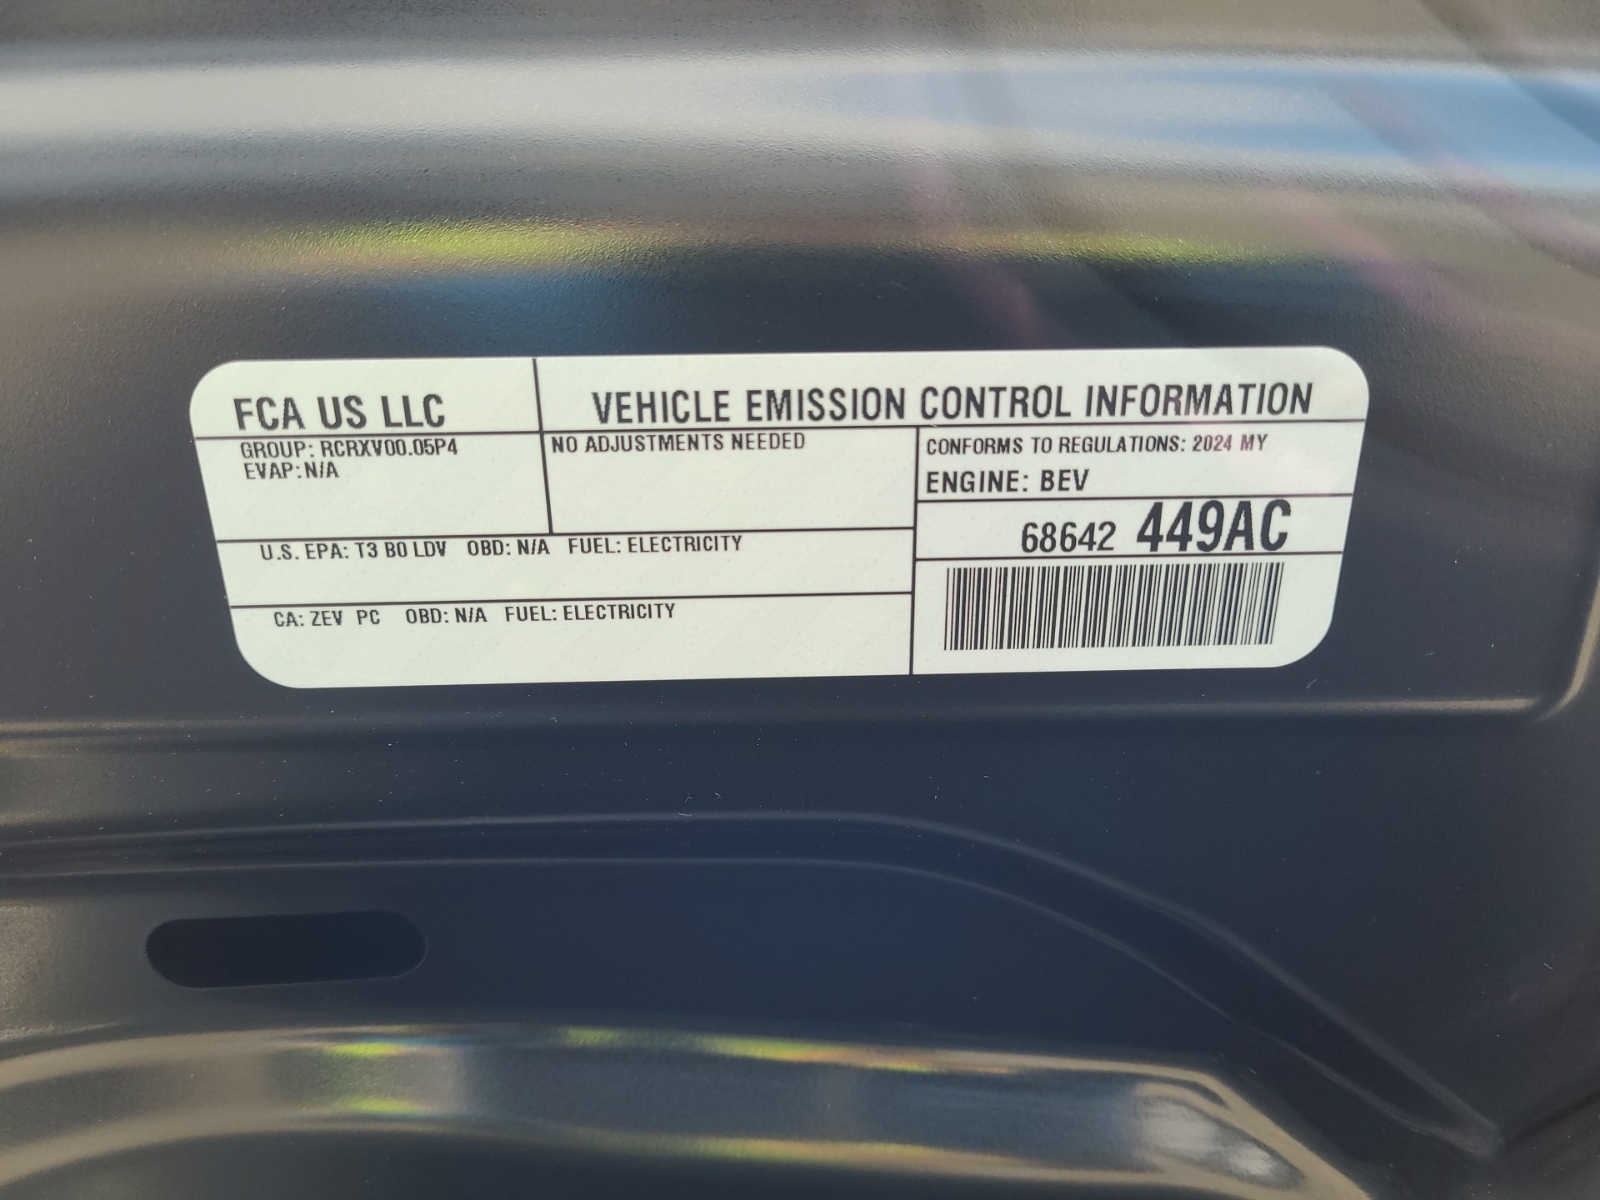 FCA US LLC
VEHICLE EMISSION CONTROL INFORMATION
GROUP: RCRXV00.05P4
EVAP:N/A
NO ADJUSTMENTS NEEDED
CONFORMS TO REGULATIONS: 2024 MY
ENGINE: BEV
68642 449AC
U.S. EPA: T3 B0 LDV OBD: N/A FUEL: ELECTRICITY
CA: ZEV PC OBD: N/A FUEL: ELECTRICITY